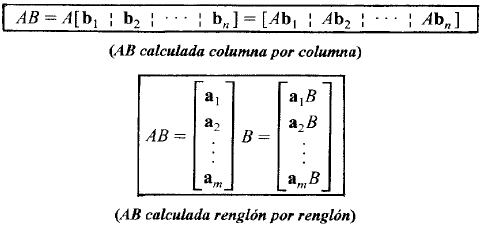 AB = A[b₁ ¦ b₂ ¦ ⋯ ¦ bₙ] = [Ab₁ ¦ Ab₂ ¦ ⋯ ¦ Abₙ]
(AB calculada columna por columna)
AB = [a₁ a₂ ⋮ aₘ] B = [a₁B a₂B ⋮ aₘB]
(AB calculada renglón por renglón)